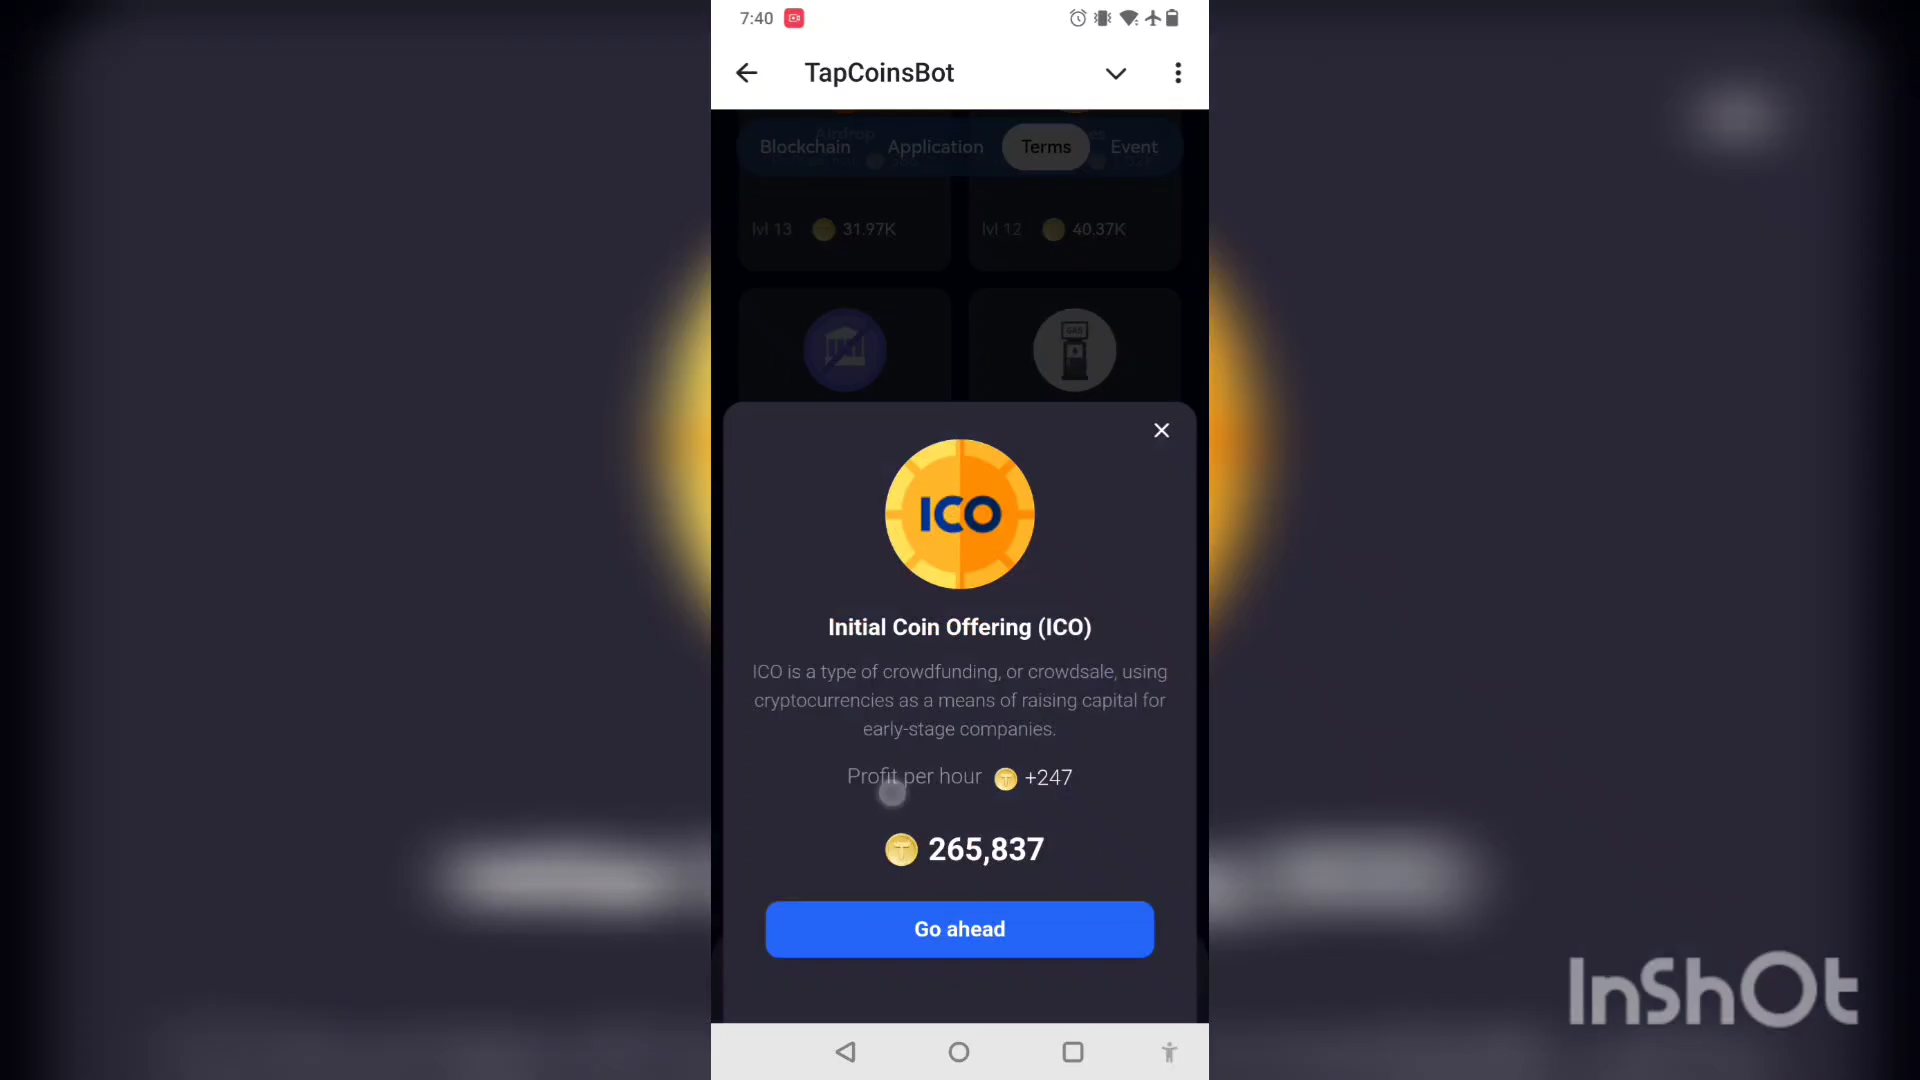 7:40
TapCoinsBot
Airdrop
Blockchain Application Terms Event
lvl 13 31.97K lvl 12 40.37K
GAS
ICO
Initial Coin Offering (ICO)
ICO is a type of crowdfunding, or crowdsale, using
cryptocurrencies as a means of raising capital for
early-stage companies.
Profit per hour +247
265,837
Go ahead
InShOt